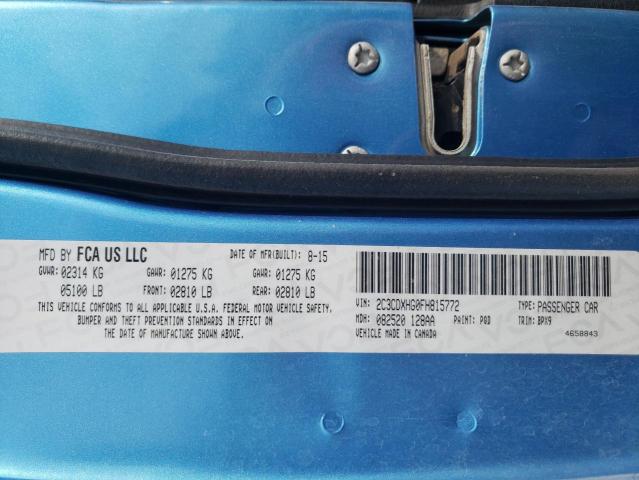 MFD BY FCA US LLC DATE OF MFR(BUILT): 8-15
GVWR: 02314 KG GAWR: 01275 KG GAWR: 01275 KG
05100 LB FRONT: 02810 LB REAR: 02810 LB
THIS VEHICLE CONFORMS TO ALL APPLICABLE U.S.A. FEDERAL MOTOR VEHICLE SAFETY,
BUMPER AND THEFT PREVENTION STANDARDS IN EFFECT ON
THE DATE OF MANUFACTURE SHOWN ABOVE.
VIN: 2C3CDXHG0FH815772 TYPE: PASSENGER CAR
MDH: 082520 128AA PAINT: PQD TRIM: BPX9
VEHICLE MADE IN CANADA 4658843